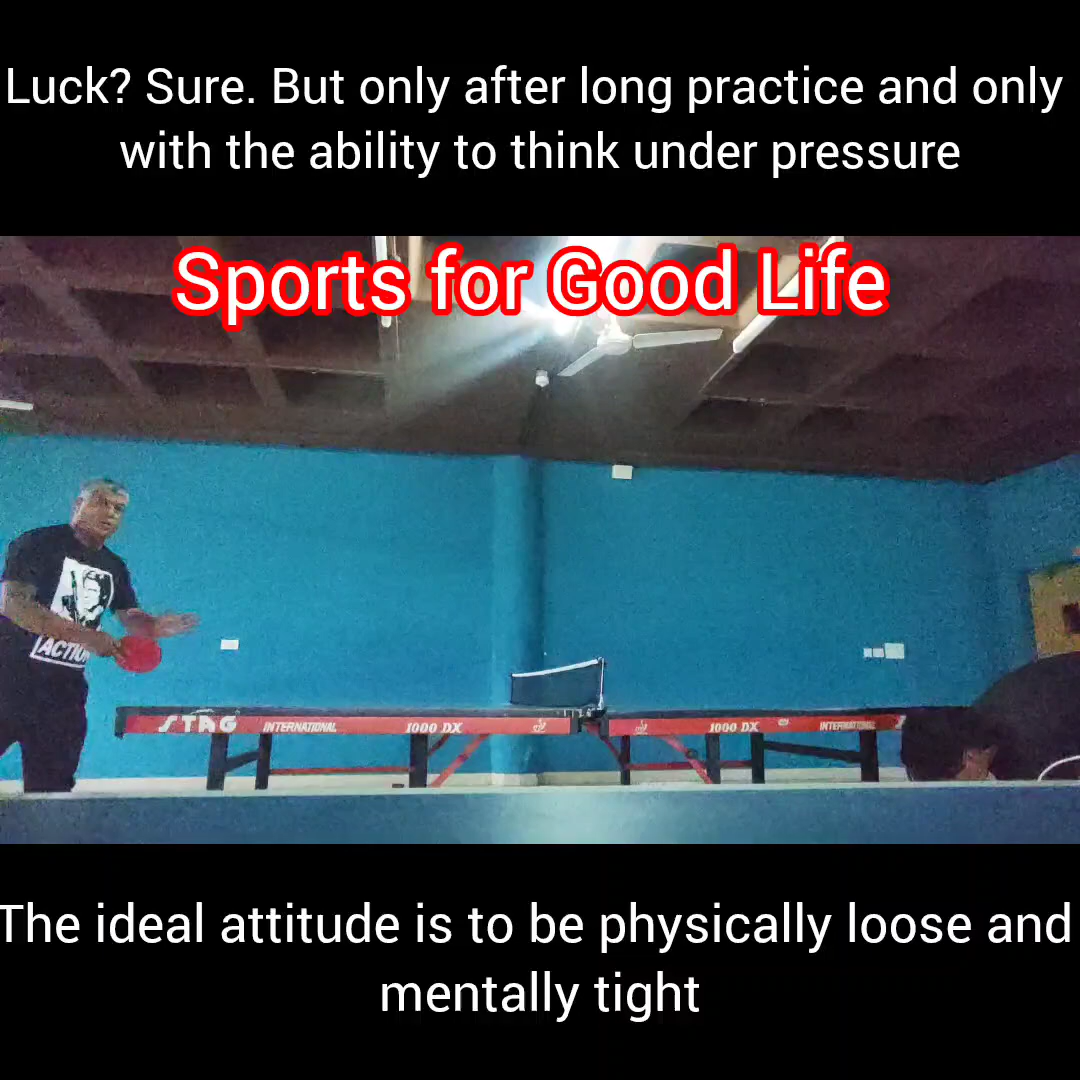 Luck? Sure. But only after long practice and only
with the ability to think under pressure
Sports for Good Life
ACTIO
STAG INTERNATIONAL 1000 DX 1000 DX INTERNATIONAL
The ideal attitude is to be physically loose and
mentally tight